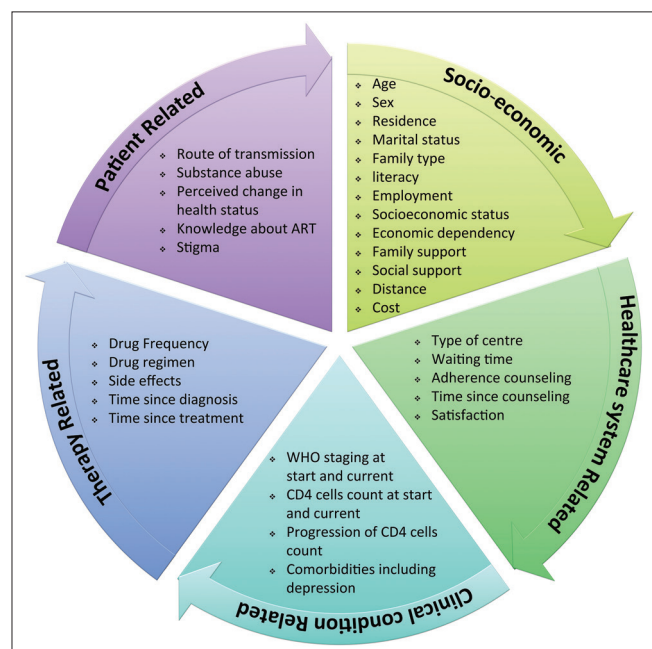 Patient Related
❖ Route of transmission
❖ Substance abuse
❖ Perceived change in
health status
❖ Knowledge about ART
❖ Stigma
Socio-economic
❖ Age
❖ Sex
❖ Residence
❖ Marital status
❖ Family type
❖ literacy
❖ Employment
❖ Socioeconomic status
❖ Economic dependency
❖ Family support
❖ Social support
❖ Distance
❖ Cost
Healthcare system Related
❖ Type of centre
❖ Waiting time
❖ Adherence counseling
❖ Time since counseling
❖ Satisfaction
Clinical condition Related
❖ WHO staging at
start and current
❖ CD4 cells count at start
and current
❖ Progression of CD4 cells
count
❖ Comorbidities including
depression
Therapy Related
❖ Drug Frequency
❖ Drug regimen
❖ Side effects
❖ Time since diagnosis
❖ Time since treatment